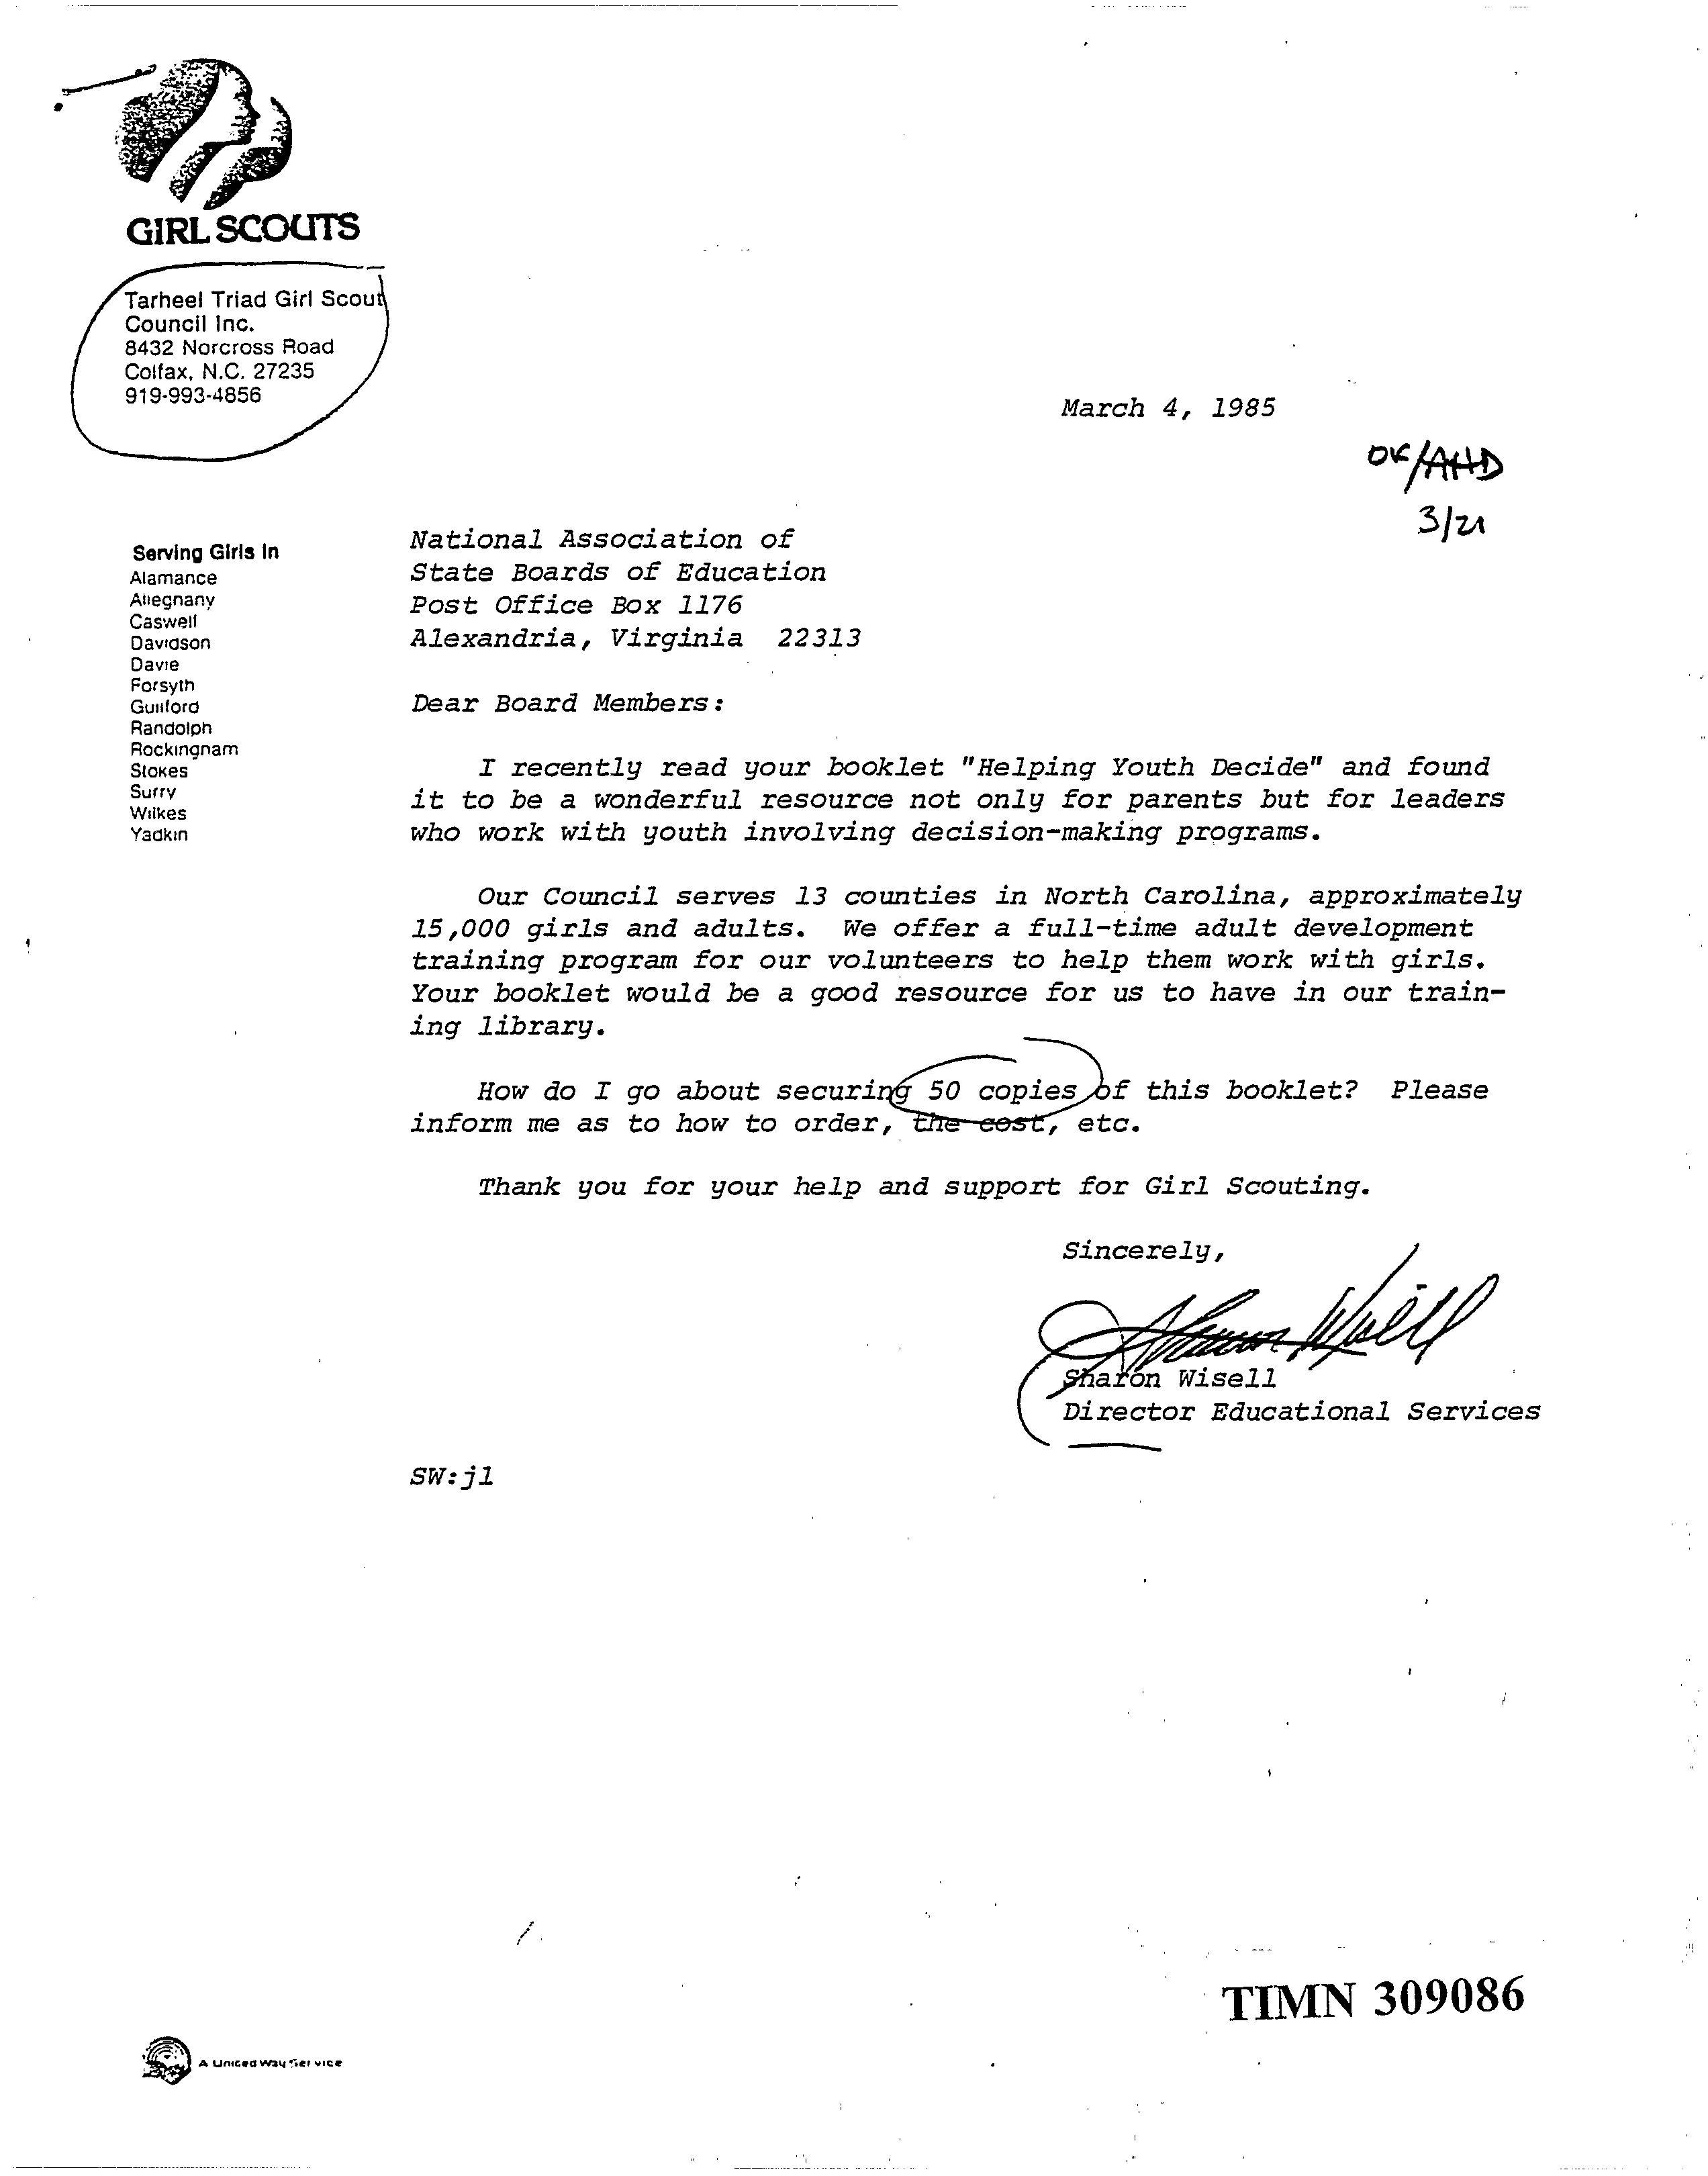 GIRL SCOUTS
Tarheel Triad Girl Scout
Council Inc.
8432 Norcross Road
Colfax, N.C. 27235
919-993-4856
March 4, 1985
OK/AHD
3/21
Serving Girls in
Alamance
Alleghany
Caswell
Davidson
Davie
Forsyth
Guilford
Randolph
Rockingham
Stokes
Surry
Wilkes
Yadkin
National Association of
State Boards of Education
Post Office Box 1176
Alexandria, Virginia 22313
Dear Board Members:
I recently read your booklet "Helping Youth Decide" and found
it to be a wonderful resource not only for parents but for leaders
who work with youth involving decision-making programs.
Our Council serves 13 counties in North Carolina, approximately
15,000 girls and adults. We offer a full-time adult development
training program for our volunteers to help them work with girls.
Your booklet would be a good resource for us to have in our train-
ing library.
How do I go about securing 50 copies of this booklet? Please
inform me as to how to order, the cost, etc.
Thank you for your help and support for Girl Scouting.
Sincerely,
Sharon Wisell
Sharon Wisell
Director Educational Services
SW:jl
TIMN 309086
A United Way Service